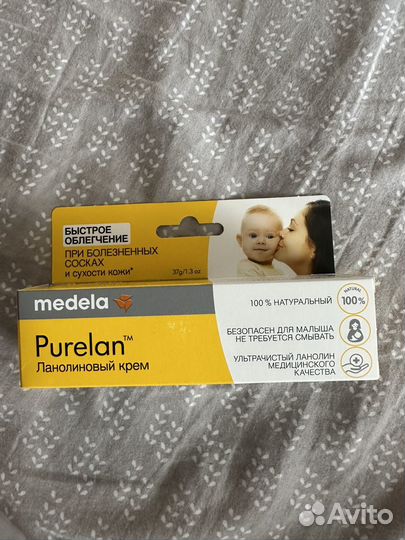 БЫСТРОЕ
ОБЛЕГЧЕНИЕ
ПРИ БОЛЕЗНЕННЫХ
СОСКАХ
И СУХОСТИ КОЖИ*
37g/1.3 oz
medela
Purelan™
Ланолиновый крем
100 % НАТУРАЛЬНЫЙ
NATURAL
100%
БЕЗОПАСЕН ДЛЯ МАЛЫША
НЕ ТРЕБУЕТСЯ СМЫВАТЬ
УЛЬТРАЧИСТЫЙ ЛАНОЛИН
МЕДИЦИНСКОГО
КАЧЕСТВА
Avito